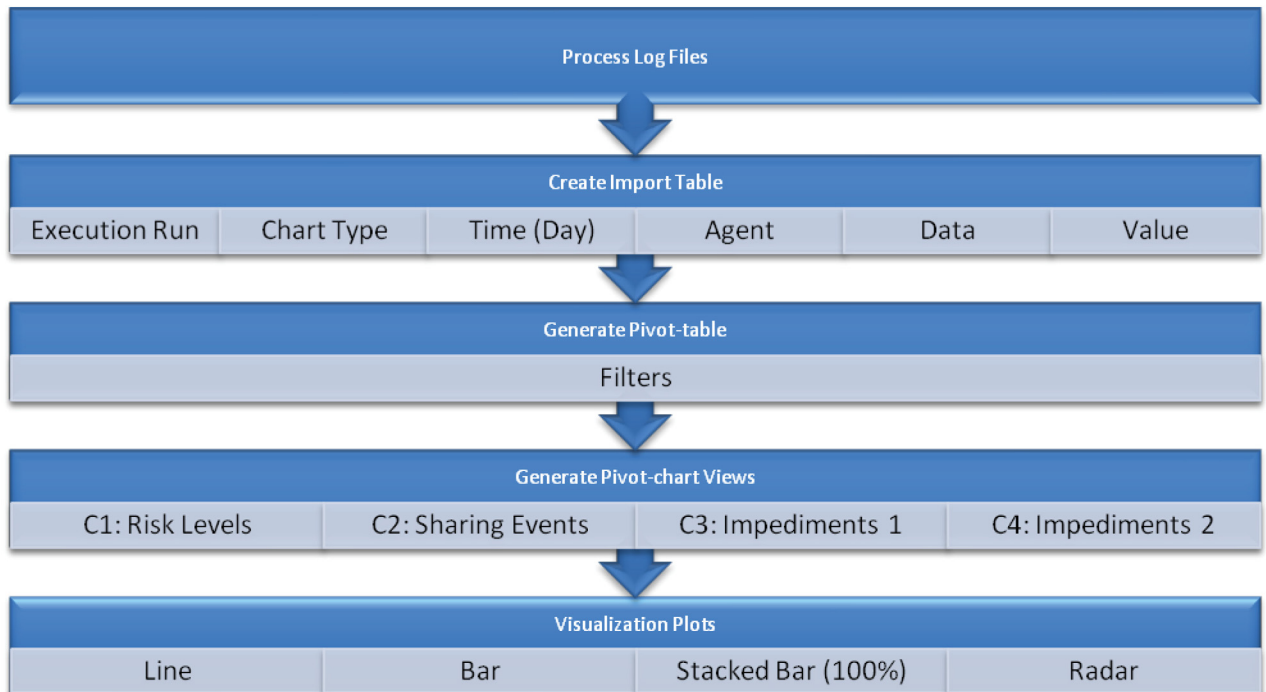 Process Log Files
Create Import Table
Execution Run Chart Type Time (Day) Agent Data Value
Generate Pivot-table
Filters
Generate Pivot-chart Views
C1: Risk Levels C2: Sharing Events C3: Impediments 1 C4: Impediments 2
Visualization Plots
Line Bar Stacked Bar (100%) Radar